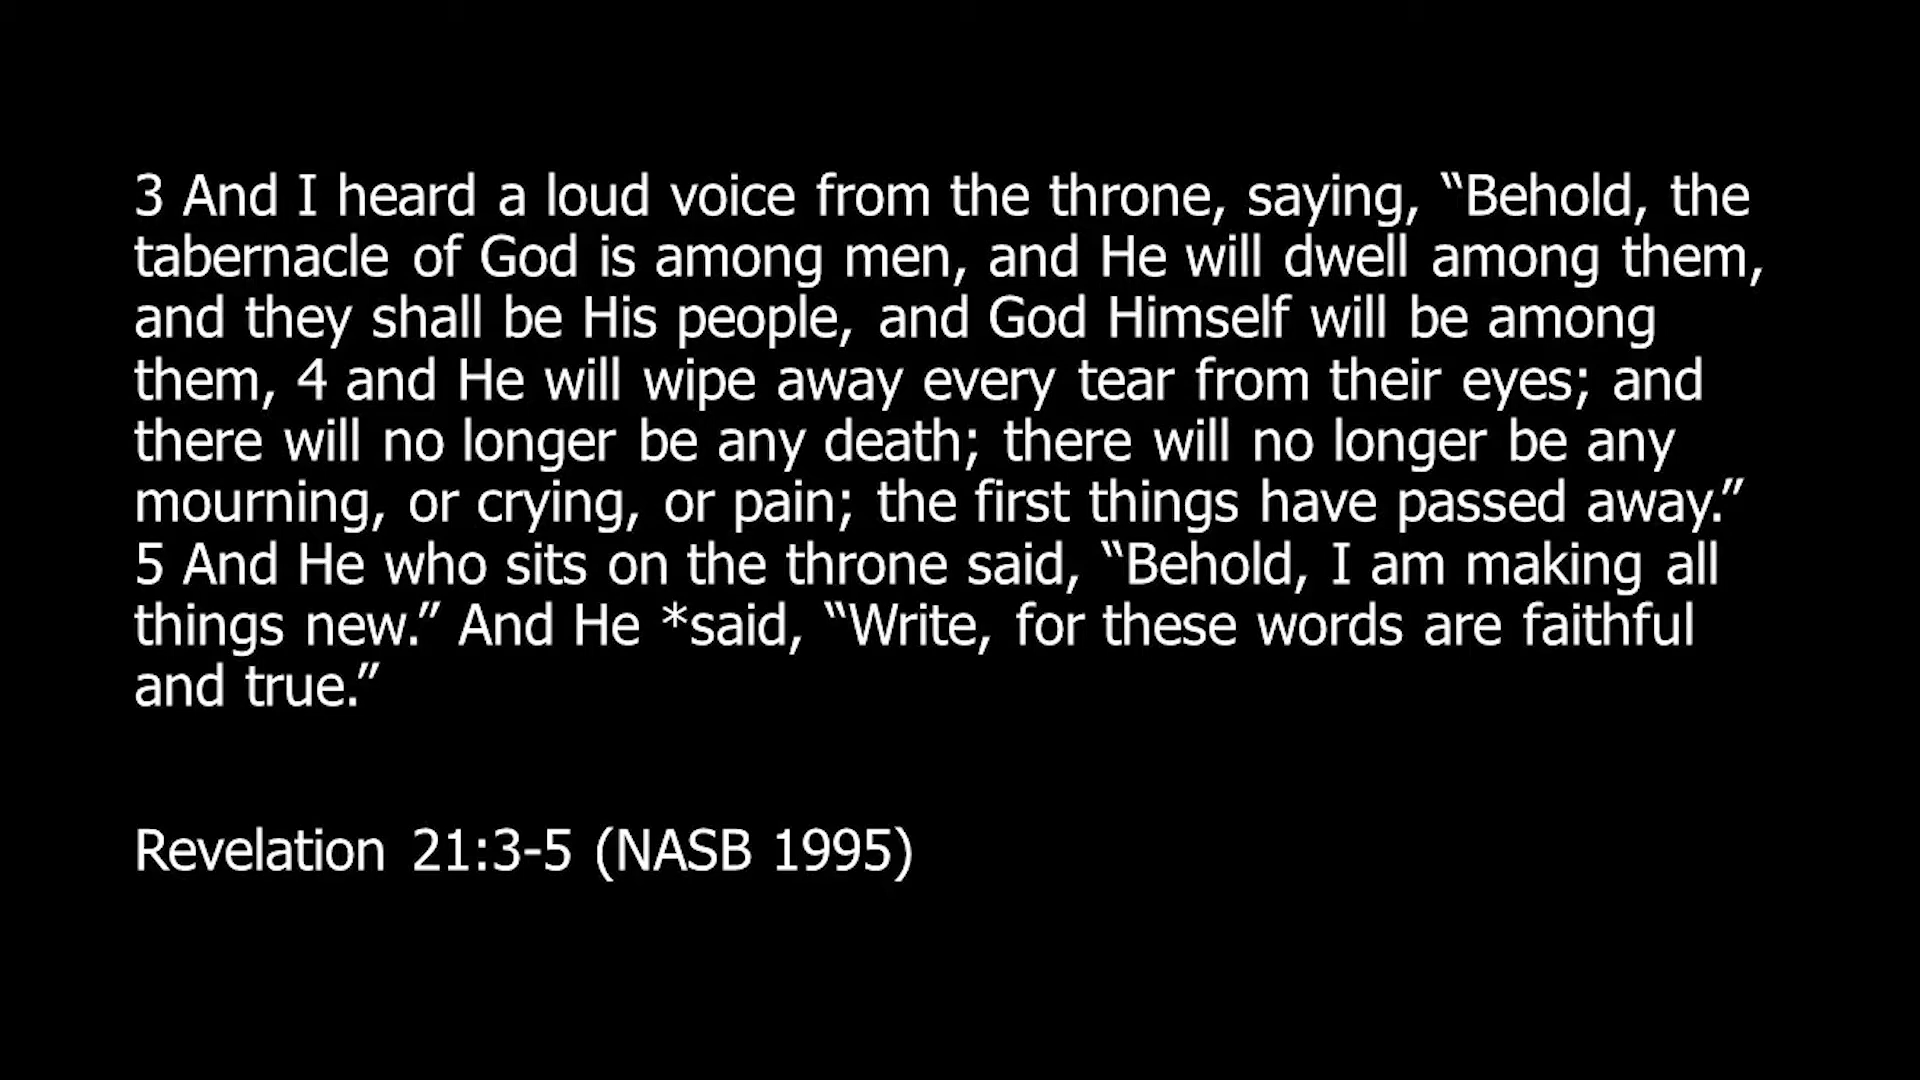 3 And I heard a loud voice from the throne, saying, “Behold, the
tabernacle of God is among men, and He will dwell among them,
and they shall be His people, and God Himself will be among
them, 4 and He will wipe away every tear from their eyes; and
there will no longer be any death; there will no longer be any
mourning, or crying, or pain; the first things have passed away.”
5 And He who sits on the throne said, “Behold, I am making all
things new.” And He *said, “Write, for these words are faithful
and true.”
Revelation 21:3-5 (NASB 1995)